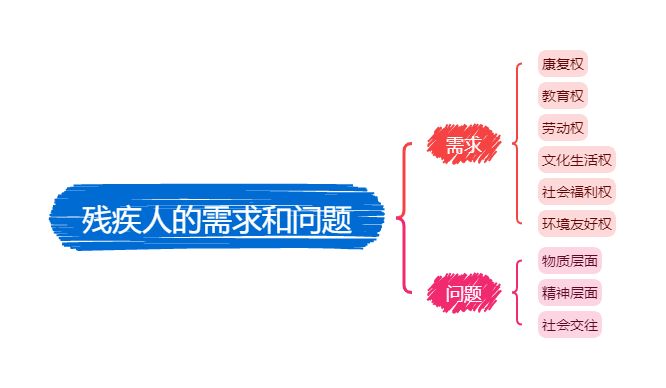 残疾人的需求和问题
需求
康复权
教育权
劳动权
文化生活权
社会福利权
环境友好权
问题
物质层面
精神层面
社会交往